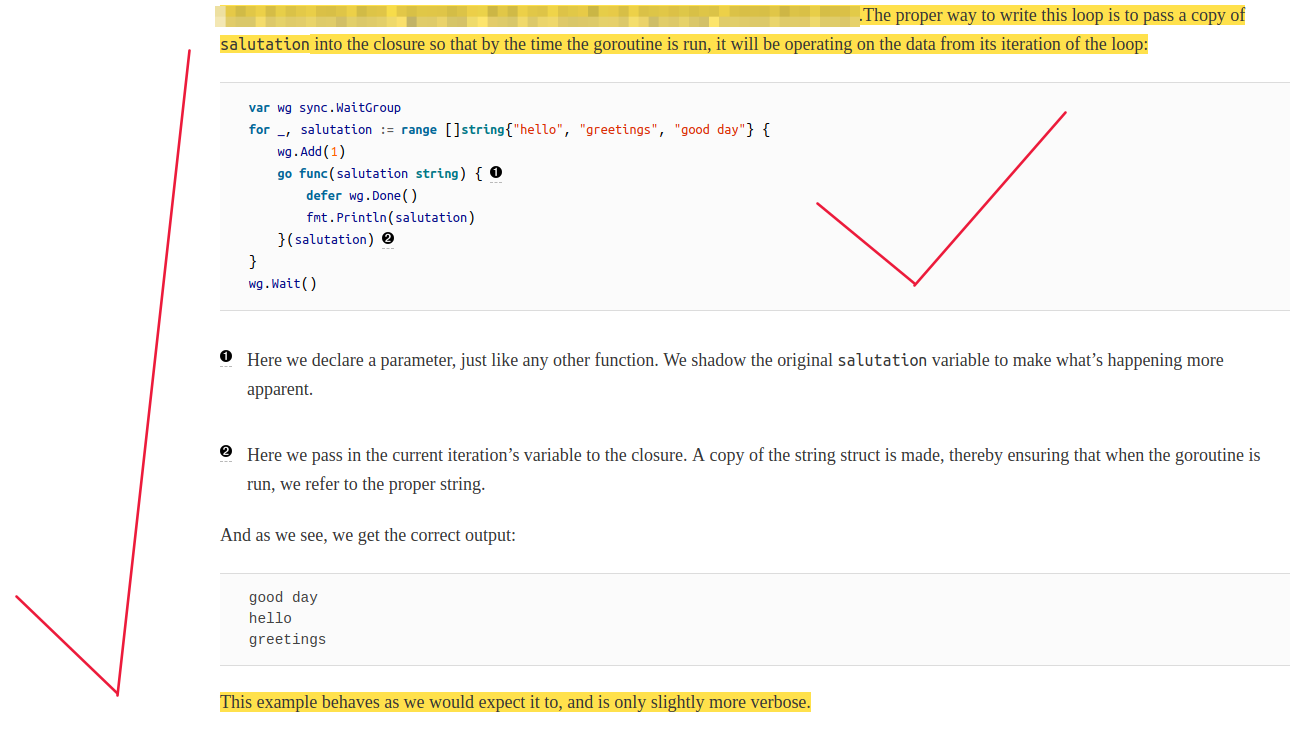 .The proper way to write this loop is to pass a copy of
salutation into the closure so that by the time the goroutine is run, it will be operating on the data from its iteration of the loop:
var wg sync.WaitGroup
for _, salutation := range []string{"hello", "greetings", "good day"} {
    wg.Add(1)
    go func(salutation string) { ❶
        defer wg.Done()
        fmt.Println(salutation)
    }(salutation) ❷
}
wg.Wait()
❶ Here we declare a parameter, just like any other function. We shadow the original salutation variable to make what’s happening more
apparent.
❷ Here we pass in the current iteration’s variable to the closure. A copy of the string struct is made, thereby ensuring that when the goroutine is
run, we refer to the proper string.
And as we see, we get the correct output:
good day
hello
greetings
This example behaves as we would expect it to, and is only slightly more verbose.